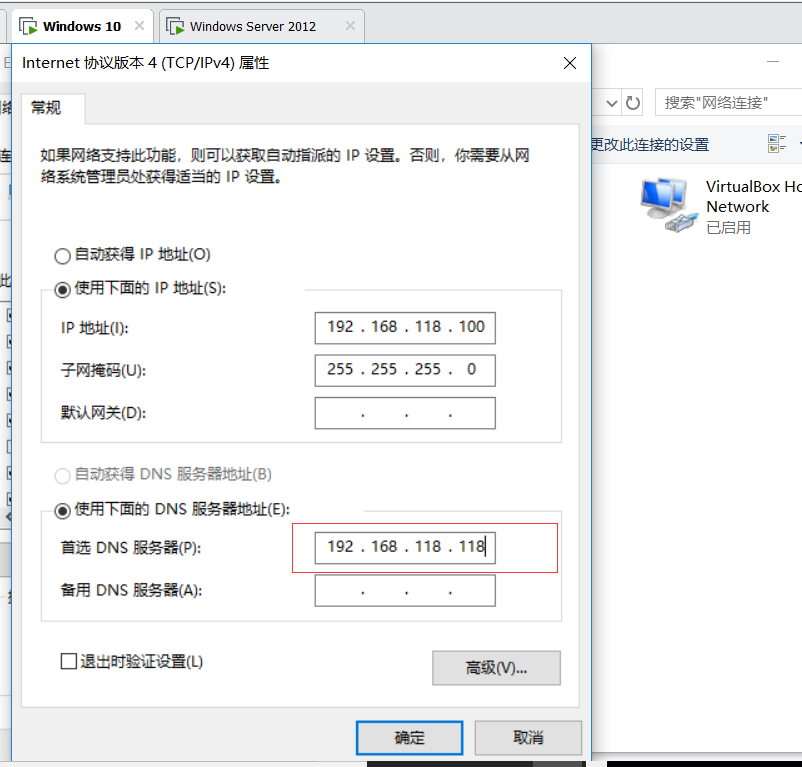 Windows 10
Windows Server 2012
Internet 协议版本 4 (TCP/IPv4) 属性
常规
如果网络支持此功能，则可以获取自动指派的 IP 设置。否则，你需要从网
络系统管理员处获得适当的 IP 设置。
自动获得 IP 地址(O)
使用下面的 IP 地址(S):
IP 地址(I):
192 . 168 . 118 . 100
子网掩码(U):
255 . 255 . 255 . 0
默认网关(D):
. . .
自动获得 DNS 服务器地址(B)
使用下面的 DNS 服务器地址(E):
首选 DNS 服务器(P):
192 . 168 . 118 . 118
备用 DNS 服务器(A):
. . .
退出时验证设置(L)
高级(V)...
确定
取消
搜索"网络连接"
更改此连接的设置
VirtualBox
Network
已启用